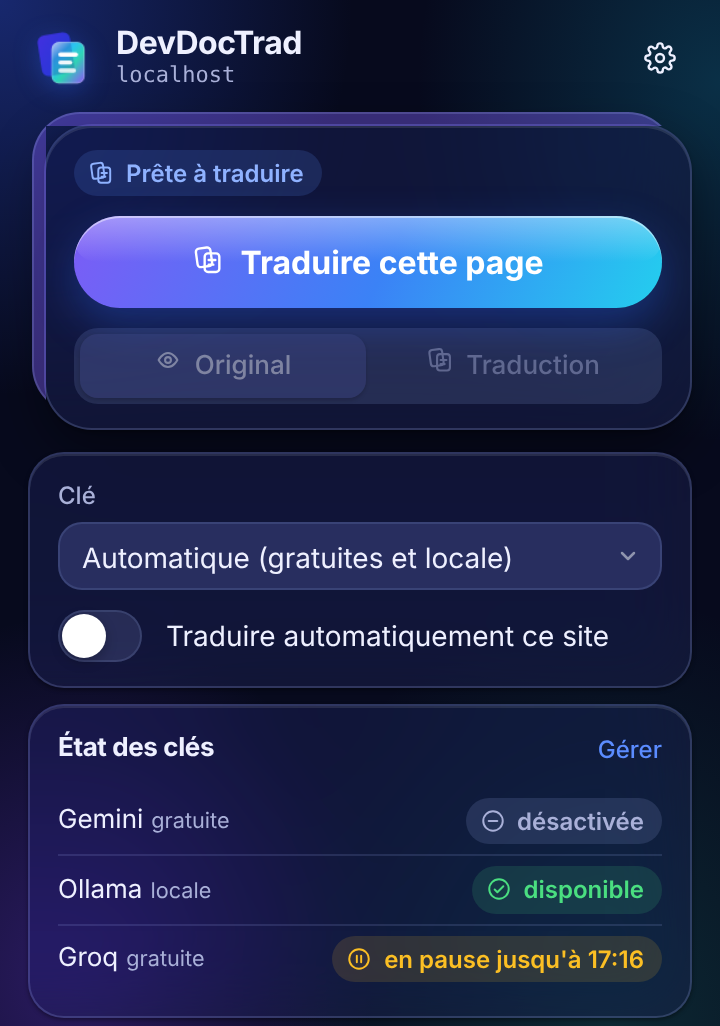 DevDocTrad
localhost
Prête à traduire
Traduire cette page
Original
Traduction
Clé
Automatique (gratuites et locale)
Traduire automatiquement ce site
État des clés
Gérer
Gemini gratuite
désactivée
Ollama locale
disponible
Groq gratuite
en pause jusqu'à 17:16